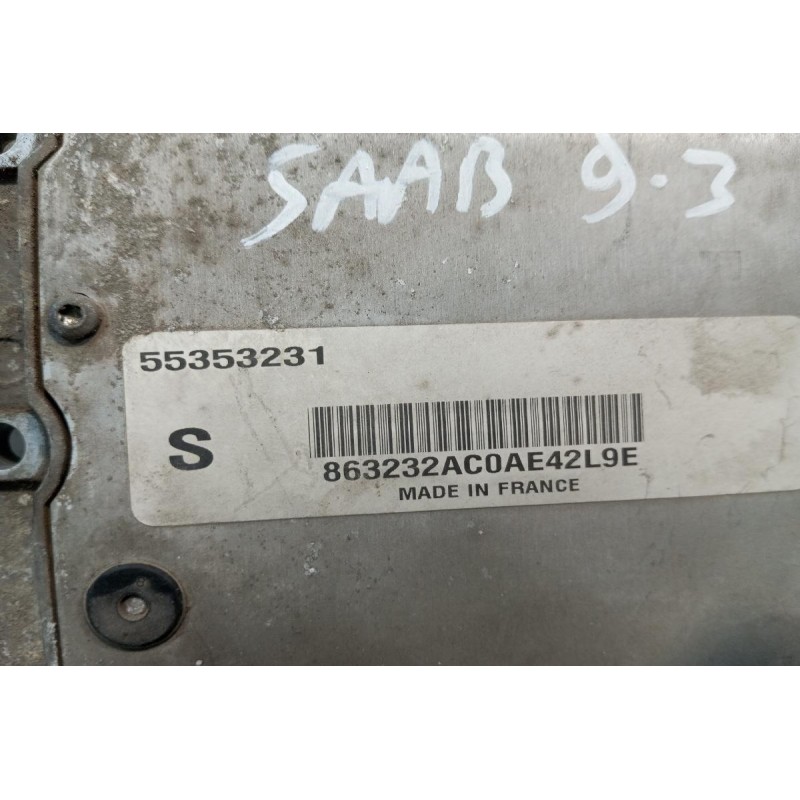 SAAB 9.3
55353231
S
863232AC0AE42L9E
MADE IN FRANCE